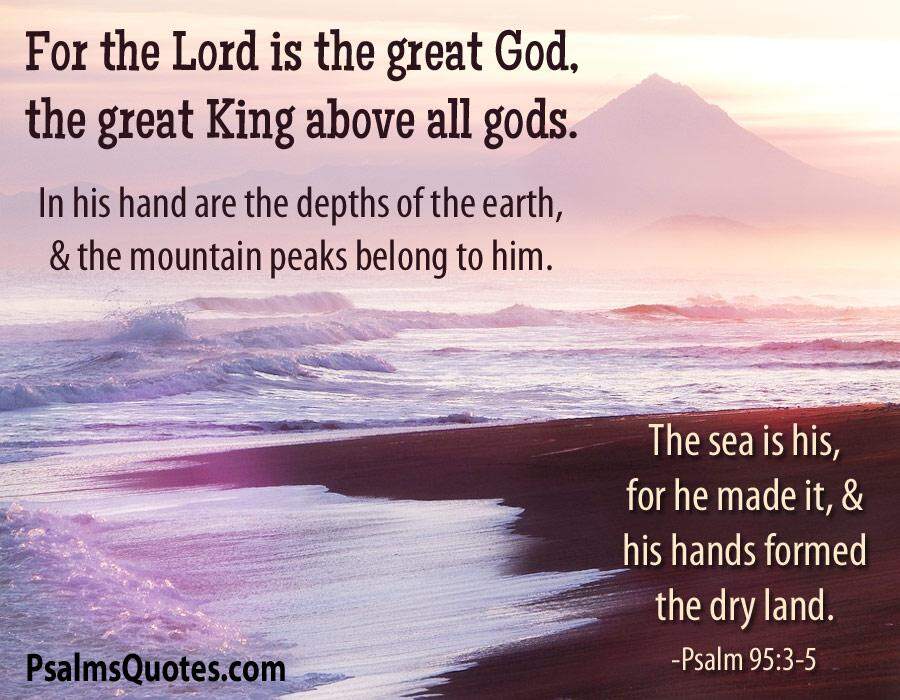 For the Lord is the great God,
the great King above all gods.
In his hand are the depths of the earth,
& the mountain peaks belong to him.
The sea is his,
for he made it, &
his hands formed
the dry land.
-Psalm 95:3-5
PsalmsQuotes.com